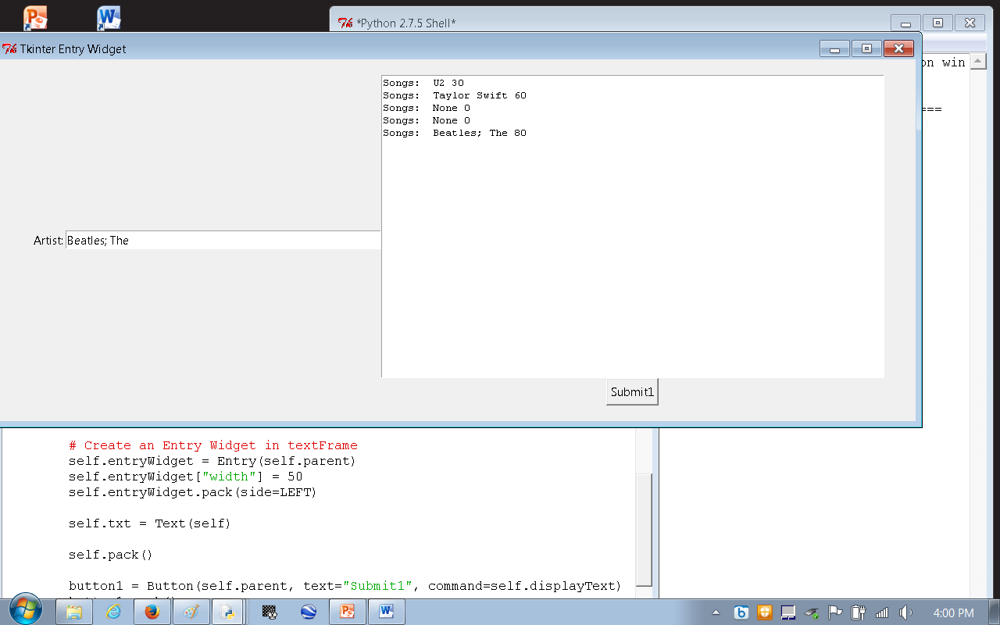 *Python 2.7.5 Shell*
Tkinter Entry Widget
on win
===
Songs:  U2 30
Songs:  Taylor Swift 60
Songs:  None 0
Songs:  None 0
Songs:  Beatles; The 80
Artist: Beatles; The
Submit1
# Create an Entry Widget in textFrame
self.entryWidget = Entry(self.parent)
self.entryWidget["width"] = 50
self.entryWidget.pack(side=LEFT)
self.txt = Text(self)
self.pack()
button1 = Button(self.parent, text="Submit1", command=self.displayText)
4:00 PM